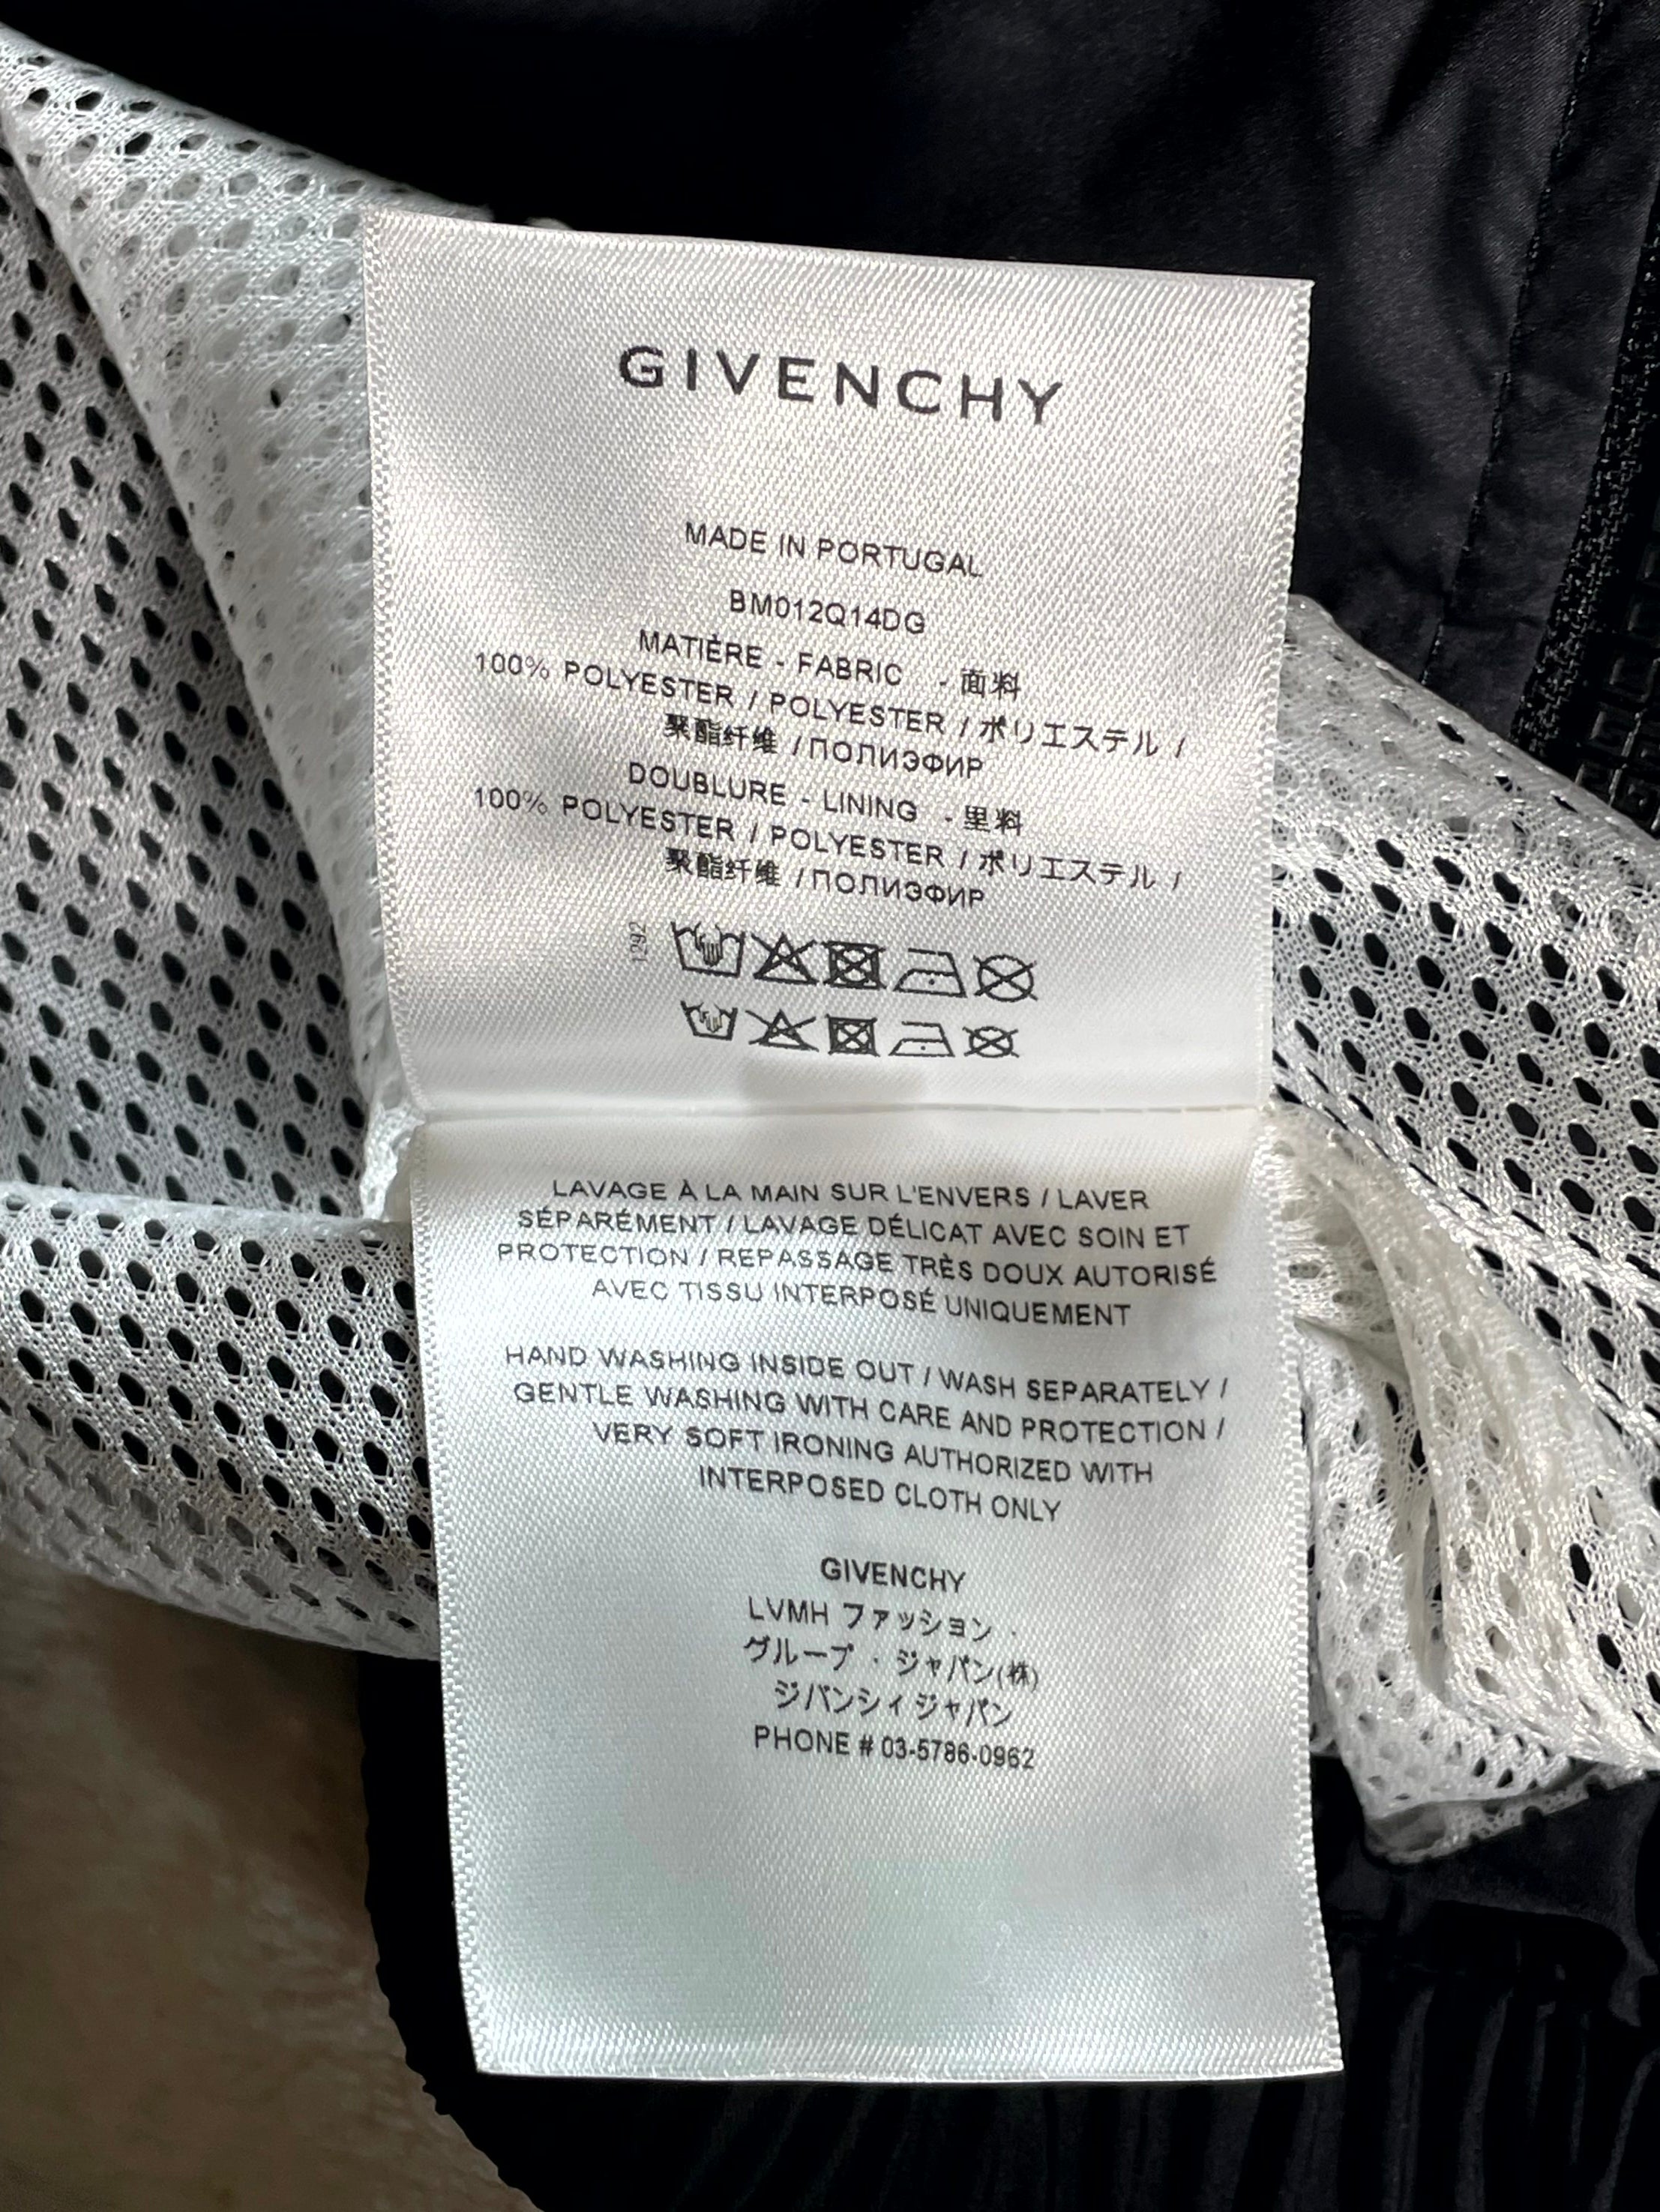 GIVENCHY
MADE IN PORTUGAL
BM012Q14DG
MATIÈRE - FABRIC - 面料
100% POLYESTER / POLYESTER / ポリエステル /
聚酯纤维 / ПОЛИЭФИР
DOUBLURE - LINING - 里料
100% POLYESTER / POLYESTER / ポリエステル /
聚酯纤维 / ПОЛИЭФИР
1292
LAVAGE À LA MAIN SUR L'ENVERS / LAVER
SÉPARÉMENT / LAVAGE DÉLICAT AVEC SOIN ET
PROTECTION / REPASSAGE TRÈS DOUX AUTORISÉ
AVEC TISSU INTERPOSÉ UNIQUEMENT
HAND WASHING INSIDE OUT / WASH SEPARATELY /
GENTLE WASHING WITH CARE AND PROTECTION /
VERY SOFT IRONING AUTHORIZED WITH
INTERPOSED CLOTH ONLY
GIVENCHY
LVMH ファッション ·
グループ · ジャパン(株)
ジバンシィ ジャパン
PHONE # 03-5786-0962